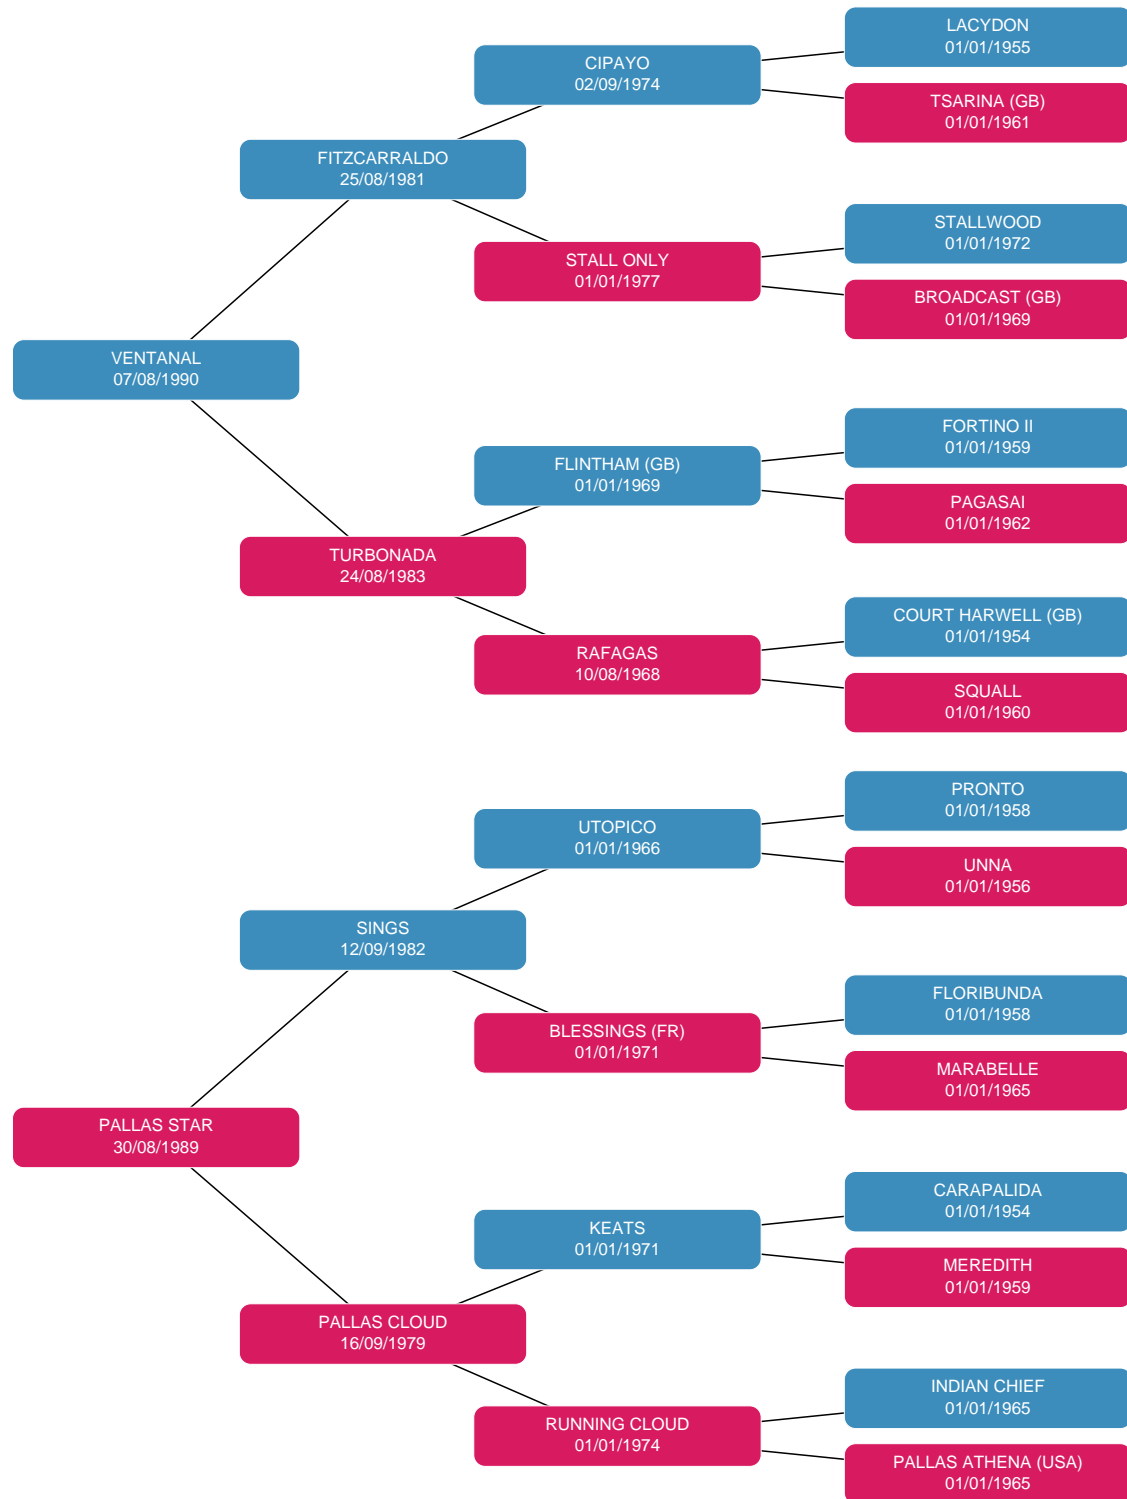 LACYDON
01/01/1955
CIPAYO
02/09/1974
TSARINA (GB)
01/01/1961
FITZCARRALDO
25/08/1981
STALLWOOD
01/01/1972
STALL ONLY
01/01/1977
BROADCAST (GB)
01/01/1969
VENTANAL
07/08/1990
FORTINO II
01/01/1959
FLINTHAM (GB)
01/01/1969
PAGASAI
01/01/1962
TURBONADA
24/08/1983
COURT HARWELL (GB)
01/01/1954
RAFAGAS
10/08/1968
SQUALL
01/01/1960
PRONTO
01/01/1958
UTOPICO
01/01/1966
UNNA
01/01/1956
SINGS
12/09/1982
FLORIBUNDA
01/01/1958
BLESSINGS (FR)
01/01/1971
MARABELLE
01/01/1965
PALLAS STAR
30/08/1989
CARAPALIDA
01/01/1954
KEATS
01/01/1971
MEREDITH
01/01/1959
PALLAS CLOUD
16/09/1979
INDIAN CHIEF
01/01/1965
RUNNING CLOUD
01/01/1974
PALLAS ATHENA (USA)
01/01/1965